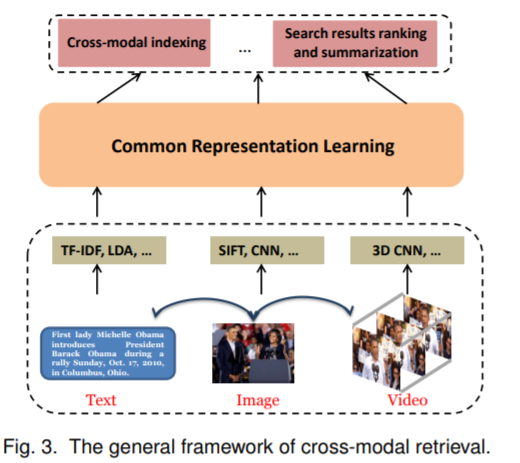 Cross-modal indexing
...
Search results ranking
and summarization
Common Representation Learning
TF-IDF, LDA, ...
SIFT, CNN, ...
3D CNN, ...
First lady Michelle Obama
introduces President
Barack Obama during a
rally Sunday, Oct. 17, 2010,
in Columbus, Ohio.
Text
Image
Video
Fig. 3. The general framework of cross-modal retrieval.